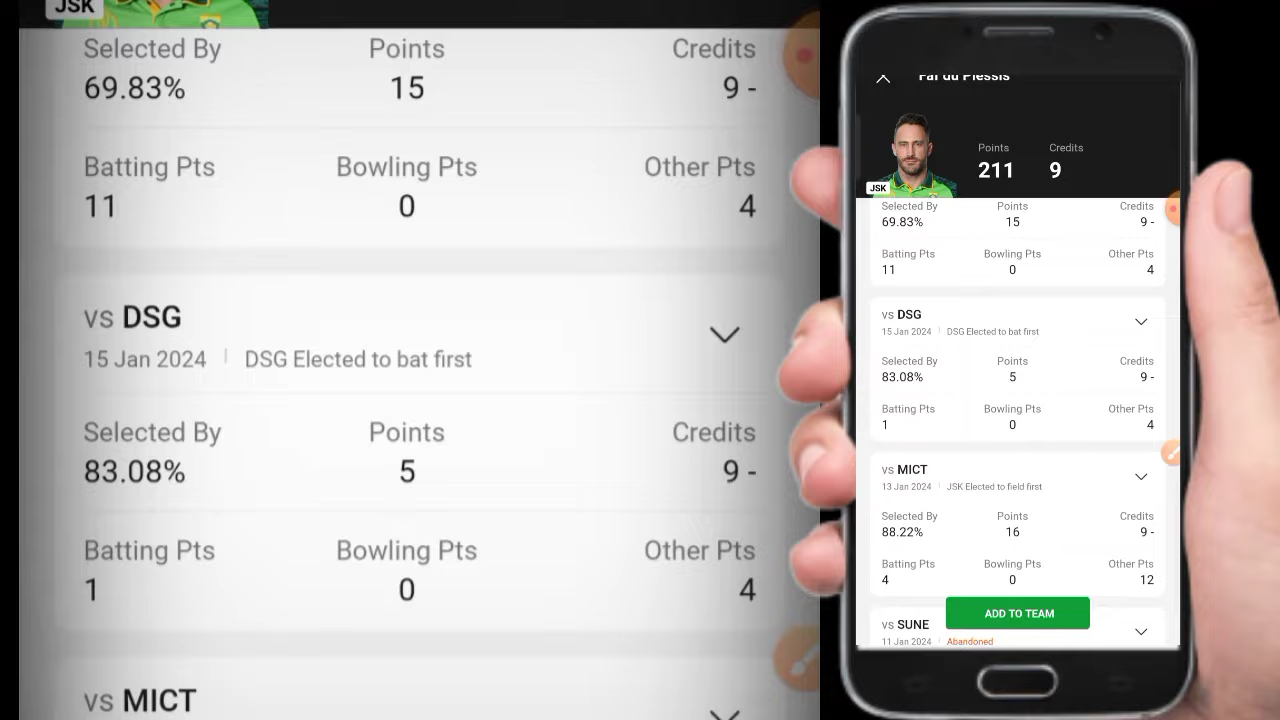 JSK
Selected By Points Credits
69.83% 15 9 -
Batting Pts Bowling Pts Other Pts
11 0 4
vs DSG
15 Jan 2024 DSG Elected to bat first
Selected By Points Credits
83.08% 5 9 -
Batting Pts Bowling Pts Other Pts
1 0 4
vs MICT
Faf du Plessis
Points Credits
211 9
JSK
Selected By Points Credits
69.83% 15 9 -
Batting Pts Bowling Pts Other Pts
11 0 4
vs DSG
15 Jan 2024 DSG Elected to bat first
Selected By Points Credits
83.08% 5 9 -
Batting Pts Bowling Pts Other Pts
1 0 4
vs MICT
13 Jan 2024 JSK Elected to field first
Selected By Points Credits
88.22% 16 9 -
Batting Pts Bowling Pts Other Pts
4 0 12
ADD TO TEAM
vs SUNE
11 Jan 2024 Abandoned